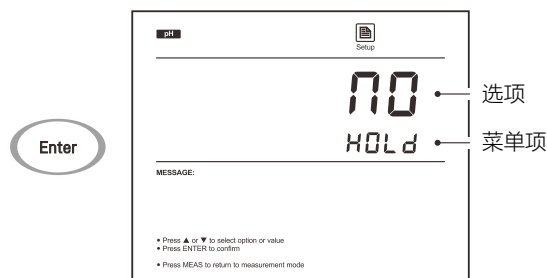 pH
Setup
NO
选项
HOLd
菜单项
Enter
MESSAGE:
• Press ▲ or ▼ to select option or value
• Press ENTER to confirm
• Press MEAS to return to measurement mode